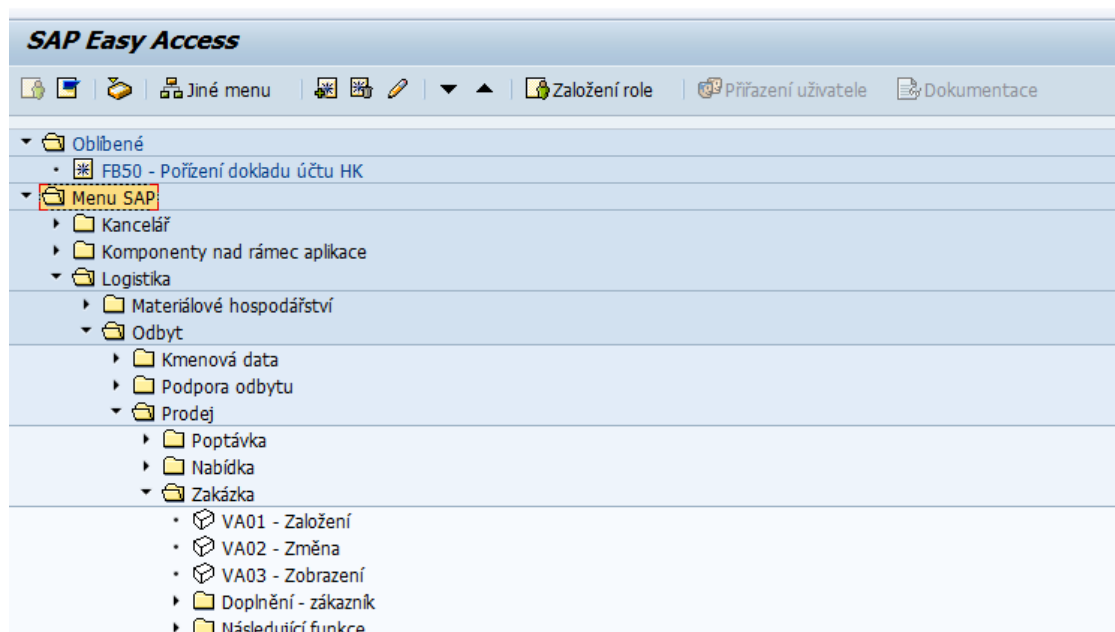 SAP Easy Access
Jiné menu Založení role Přiřazení uživatele Dokumentace
Oblíbené
FB50 - Pořízení dokladu účtu HK
Menu SAP
Kancelář
Komponenty nad rámec aplikace
Logistika
Materiálové hospodářství
Odbyt
Kmenová data
Podpora odbytu
Prodej
Poptávka
Nabídka
Zakázka
VA01 - Založení
VA02 - Změna
VA03 - Zobrazení
Doplnění - zákazník
Následující funkce